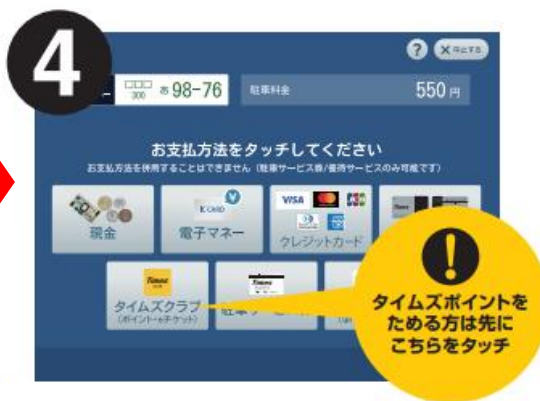 4
?
×中止する
□□□ 300 あ 98-76
駐車料金 550 円
お支払方法をタッチしてください
お支払方法を併用することはできません（駐車サービス券/優待サービスのみ可能です）
現金
電子マネー
VISA
クレジットカード
Times
タイムズクラブ
（ポイント・eチケット）
Times
!
タイムズポイントを
ためる方は先に
こちらをタッチ